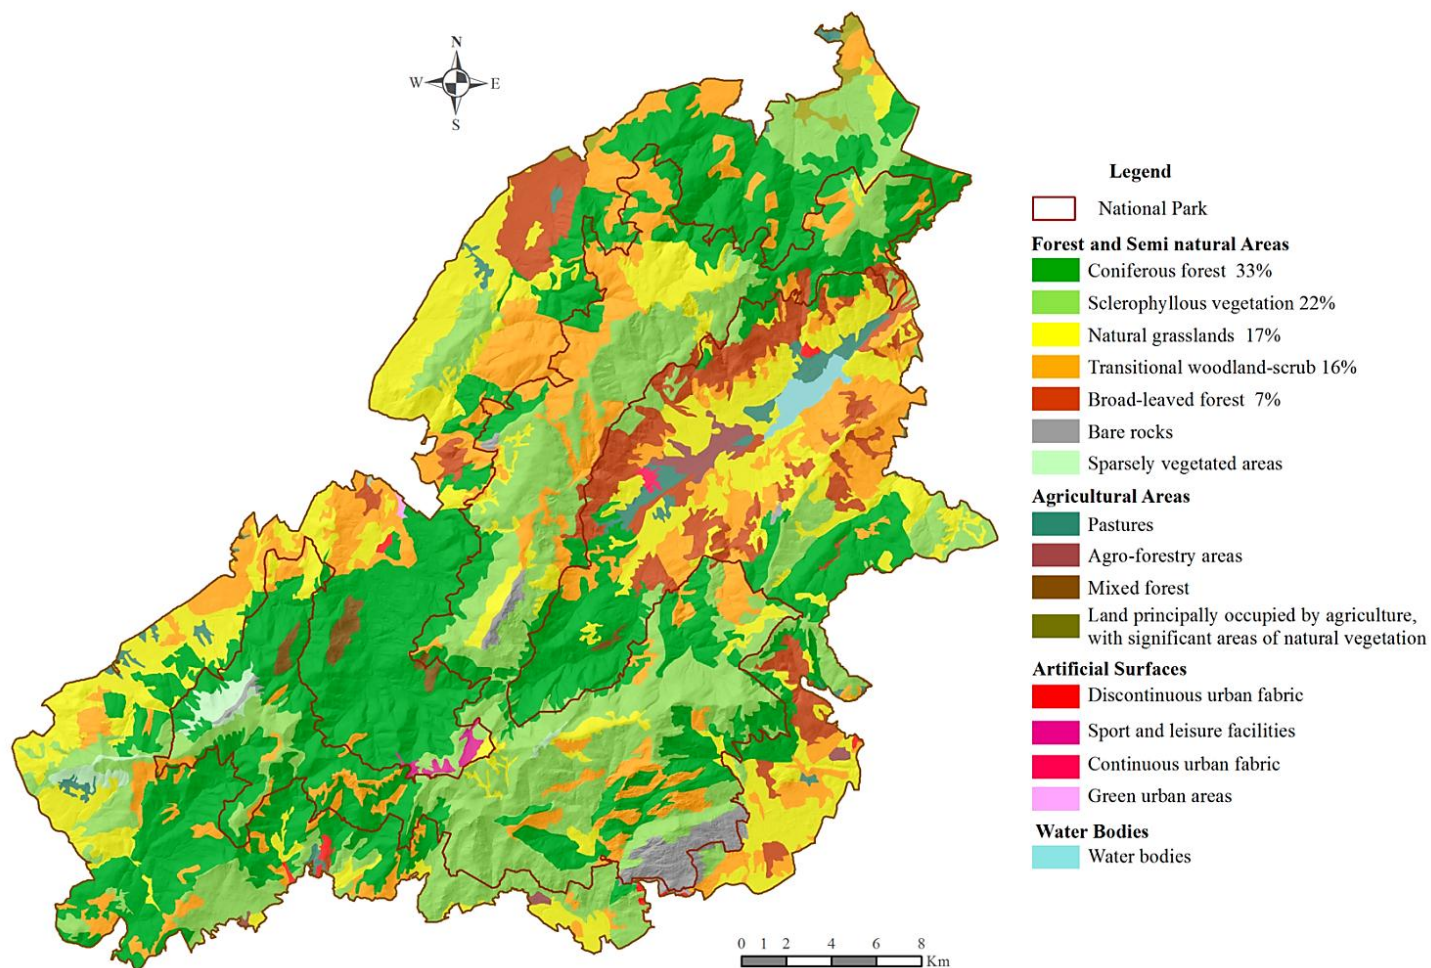 N
W E
S
Legend
National Park
Forest and Semi natural Areas
Coniferous forest 33%
Sclerophyllous vegetation 22%
Natural grasslands 17%
Transitional woodland-scrub 16%
Broad-leaved forest 7%
Bare rocks
Sparsely vegetated areas
Agricultural Areas
Pastures
Agro-forestry areas
Mixed forest
Land principally occupied by agriculture,
with significant areas of natural vegetation
Artificial Surfaces
Discontinuous urban fabric
Sport and leisure facilities
Continuous urban fabric
Green urban areas
Water Bodies
Water bodies
0 1 2 4 6 8
Km